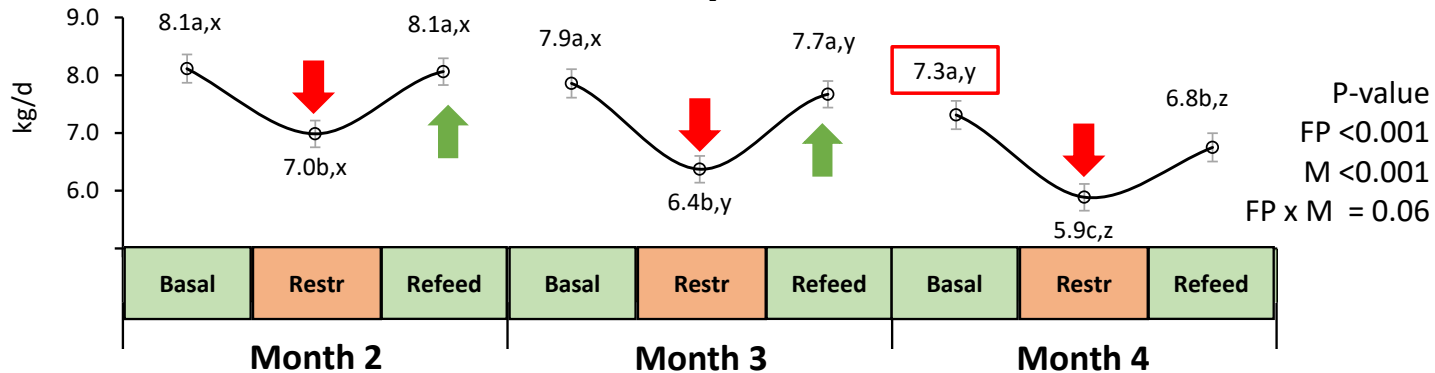 9.0
8.0
7.0
6.0
kg/d
8.1a,x
7.0b,x
8.1a,x
7.9a,x
6.4b,y
7.7a,y
7.3a,y
5.9c,z
6.8b,z
P-value
FP <0.001
M <0.001
FP x M = 0.06
Basal Restr Refeed Basal Restr Refeed Basal Restr Refeed
Month 2 Month 3 Month 4